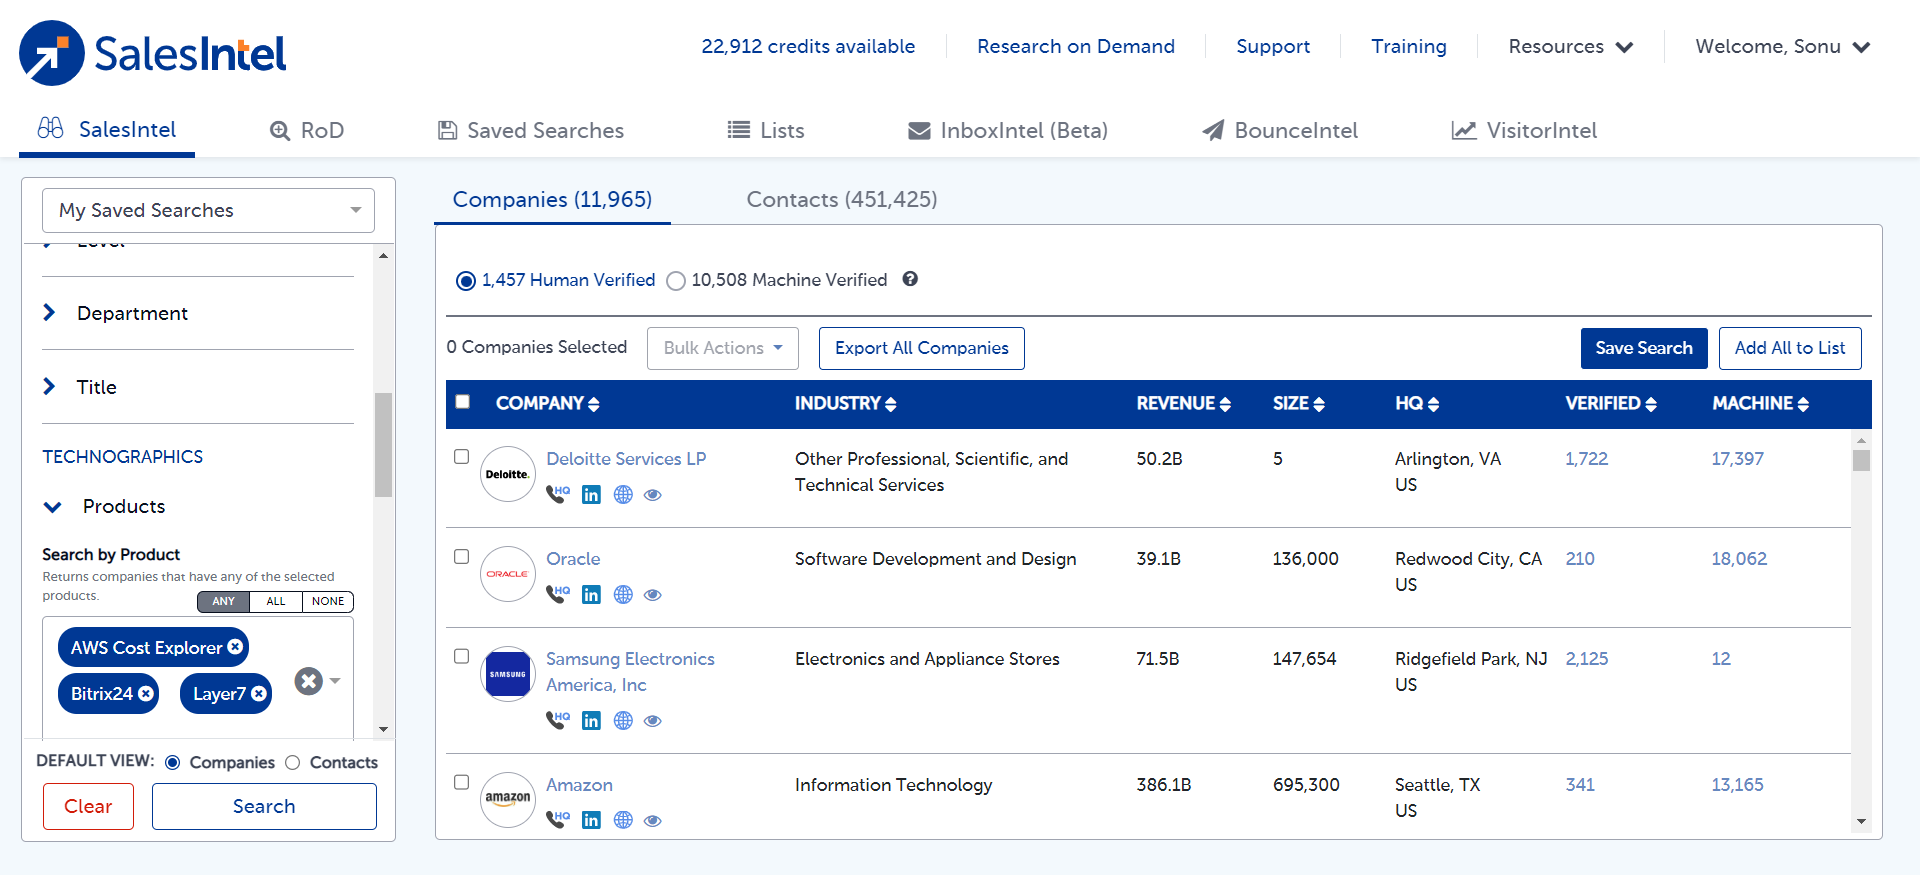 SalesIntel
22,912 credits available
Research on Demand
Support
Training
Resources
Welcome, Sonu
SalesIntel
RoD
Saved Searches
Lists
InboxIntel (Beta)
BounceIntel
VisitorIntel
My Saved Searches
Level
Department
Title
TECHNOGRAPHICS
Products
Search by Product
Returns companies that have any of the selected
products.
ANY ALL NONE
AWS Cost Explorer
Bitrix24 Layer7
DEFAULT VIEW: Companies Contacts
Clear Search
Companies (11,965) Contacts (451,425)
1,457 Human Verified 10,508 Machine Verified
0 Companies Selected Bulk Actions Export All Companies Save Search Add All to List
COMPANY INDUSTRY REVENUE SIZE HQ VERIFIED MACHINE
Deloitte. Deloitte Services LP Other Professional, Scientific, and 50.2B 5 Arlington, VA 1,722 17,397
Technical Services US
HQ in
ORACLE Oracle Software Development and Design 39.1B 136,000 Redwood City, CA 210 18,062
US
HQ in
SAMSUNG Samsung Electronics Electronics and Appliance Stores 71.5B 147,654 Ridgefield Park, NJ 2,125 12
America, Inc US
HQ in
amazon Amazon Information Technology 386.1B 695,300 Seattle, TX 341 13,165
US
HQ in